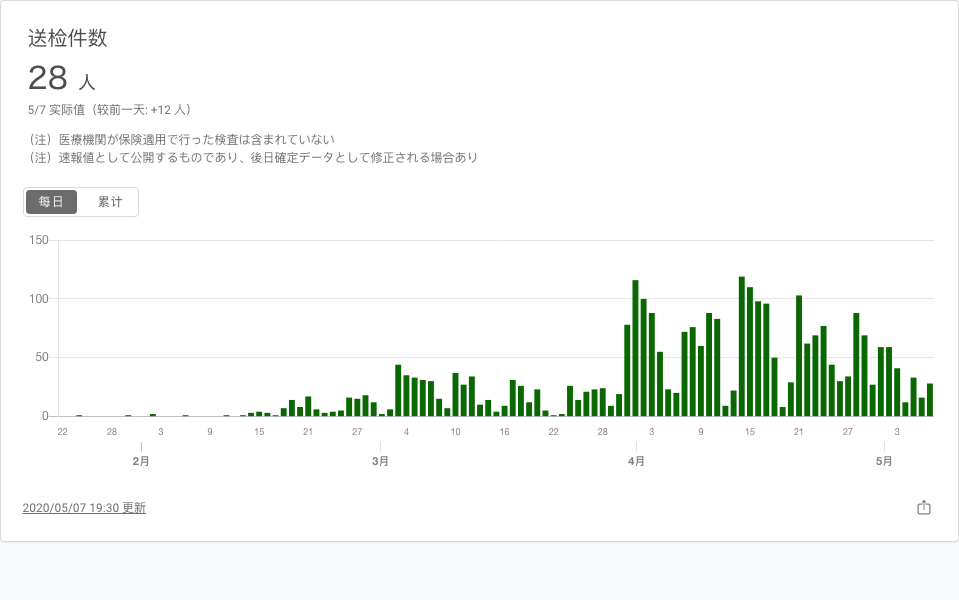 送检件数
28 人
5/7 实际值（较前一天: +12 人）
（注）医療機関が保険適用で行った検査は含まれていない
（注）速報値として公開するものであり、後日確定データとして修正される場合あり
每日 累计
150
100
50
0
22 28 3 9 15 21 27 4 10 16 22 28 3 9 15 21 27 3
2月 3月 4月 5月
2020/05/07 19:30 更新